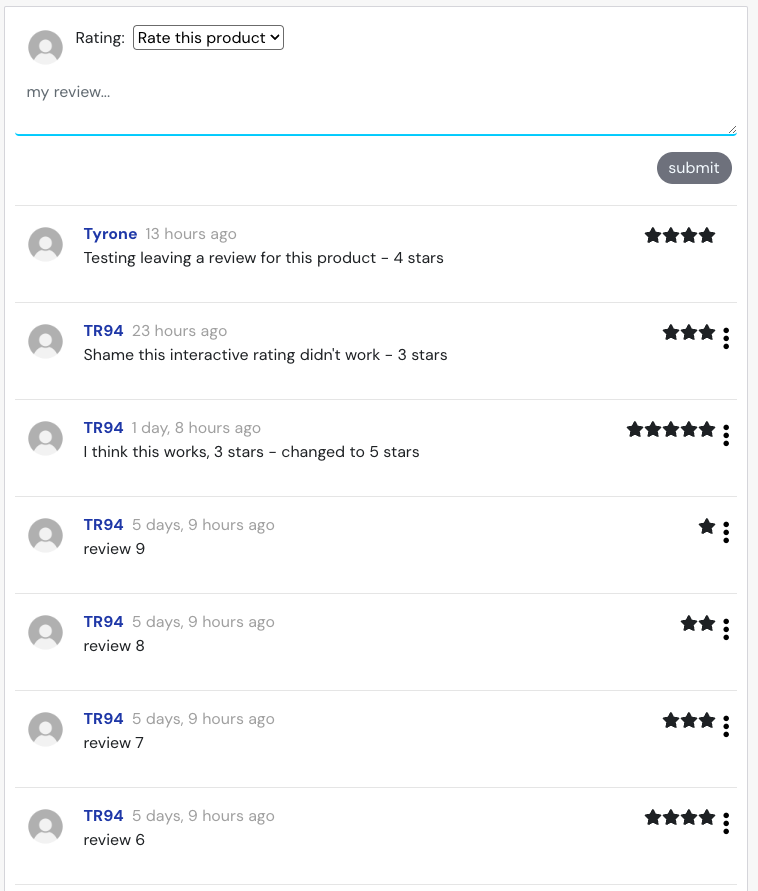 Rating: Rate this product
my review...
submit
Tyrone 13 hours ago
Testing leaving a review for this product - 4 stars
TR94 23 hours ago
Shame this interactive rating didn't work - 3 stars
TR94 1 day, 8 hours ago
I think this works, 3 stars - changed to 5 stars
TR94 5 days, 9 hours ago
review 9
TR94 5 days, 9 hours ago
review 8
TR94 5 days, 9 hours ago
review 7
TR94 5 days, 9 hours ago
review 6